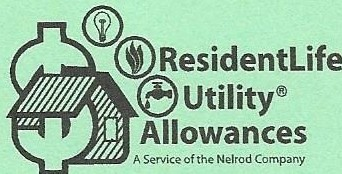 ResidentLife
Utility®
Allowances
A Service of the Nelrod Company